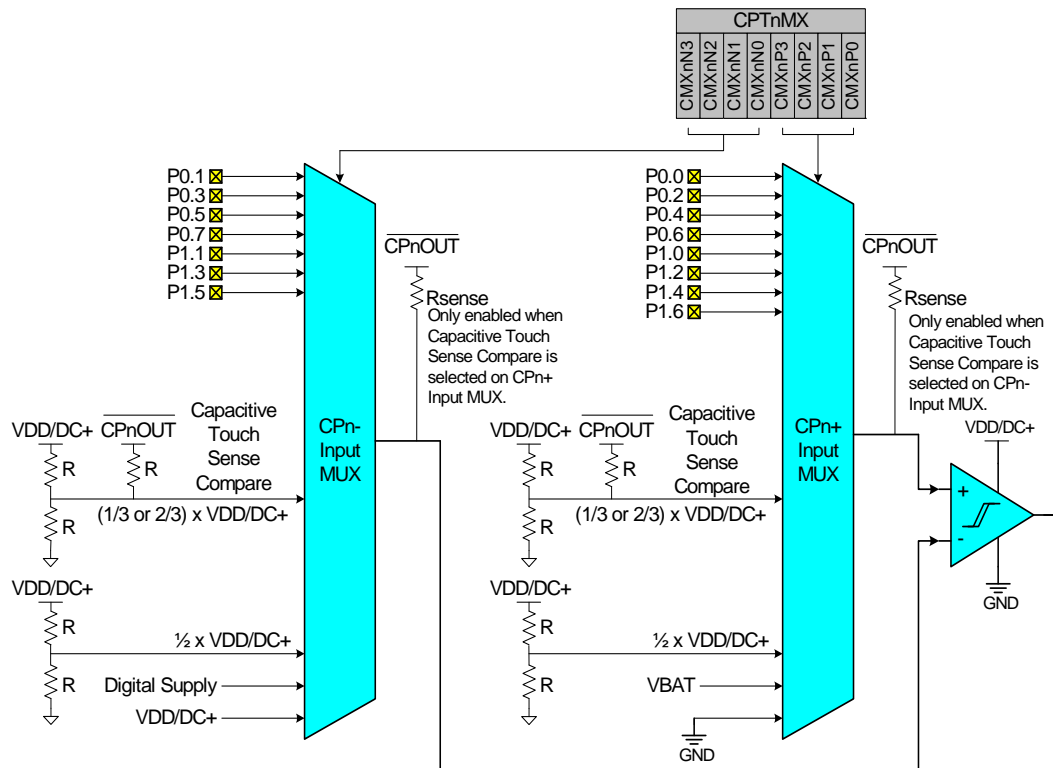 CPTnMX
CMXnN3
CMXnN2
CMXnN1
CMXnN0
CMXnP3
CMXnP2
CMXnP1
CMXnP0
P0.1
P0.3
P0.5
P0.7
P1.1
P1.3
P1.5
CPnOUT
Rsense
Only enabled when
Capacitive Touch
Sense Compare is
selected on CPn+
Input MUX.
VDD/DC+
CPnOUT
R
R
Capacitive
Touch
Sense
Compare
(1/3 or 2/3) x VDD/DC+
CPn-
Input
MUX
VDD/DC+
R
½ x VDD/DC+
R
Digital Supply
VDD/DC+
P0.0
P0.2
P0.4
P0.6
P1.0
P1.2
P1.4
P1.6
CPnOUT
Rsense
Only enabled when
Capacitive Touch
Sense Compare is
selected on CPn-
Input MUX.
VDD/DC+
CPnOUT
R
R
Capacitive
Touch
Sense
Compare
(1/3 or 2/3) x VDD/DC+
CPn+
Input
MUX
VDD/DC+
R
½ x VDD/DC+
R
VBAT
GND
VDD/DC+
+
-
GND